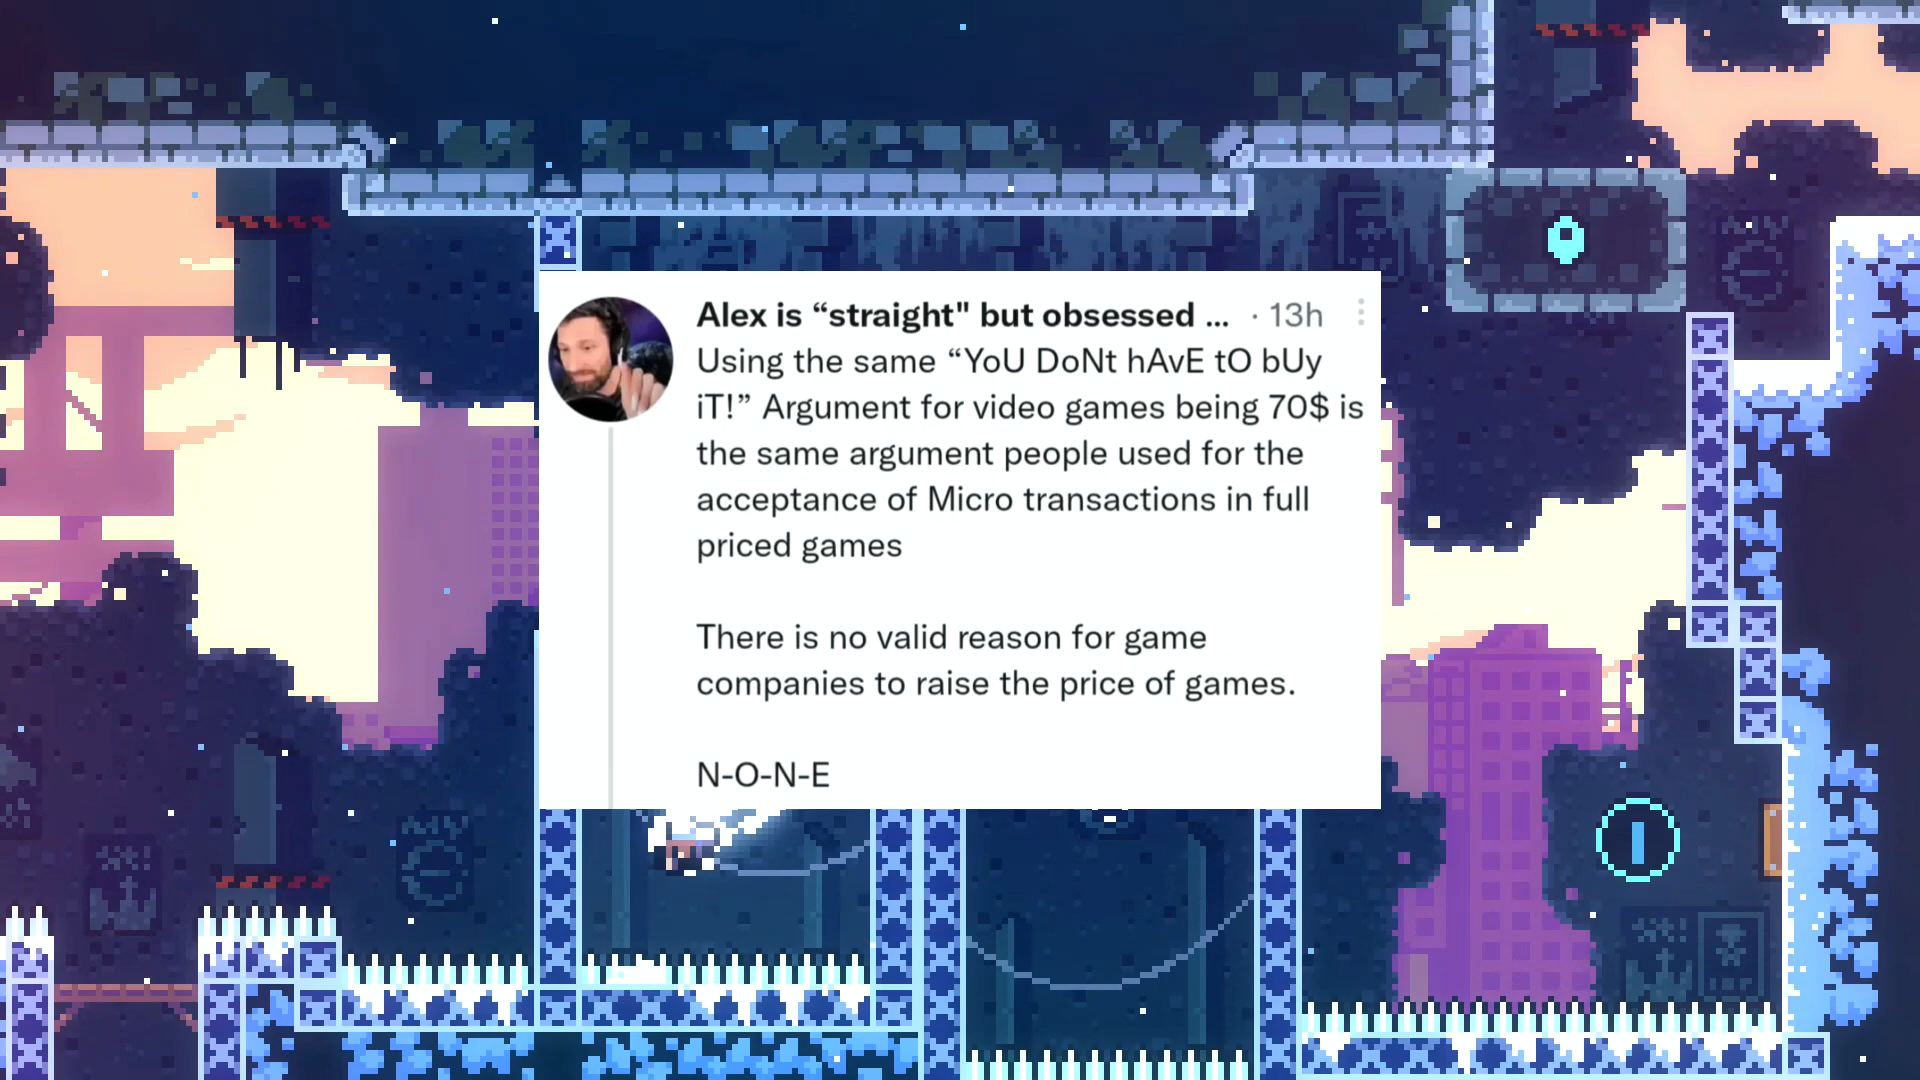 Alex is “straight" but obsessed ... · 13h
Using the same “YoU DoNt hAvE tO bUy
iT!” Argument for video games being 70$ is
the same argument people used for the
acceptance of Micro transactions in full
priced games
There is no valid reason for game
companies to raise the price of games.
N-O-N-E